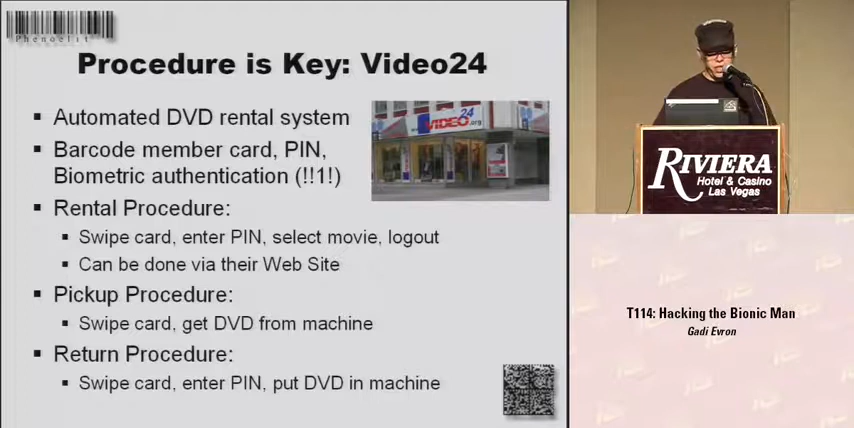 Phenoelit
Procedure is Key: Video24
Automated DVD rental system
Barcode member card, PIN,
Biometric authentication (!!1!)
Rental Procedure:
Swipe card, enter PIN, select movie, logout
Can be done via their Web Site
Pickup Procedure:
Swipe card, get DVD from machine
Return Procedure:
Swipe card, enter PIN, put DVD in machine
VIDEO24.org
RIVIERA
Hotel & Casino
Las Vegas
T114: Hacking the Bionic Man
Gadi Evron